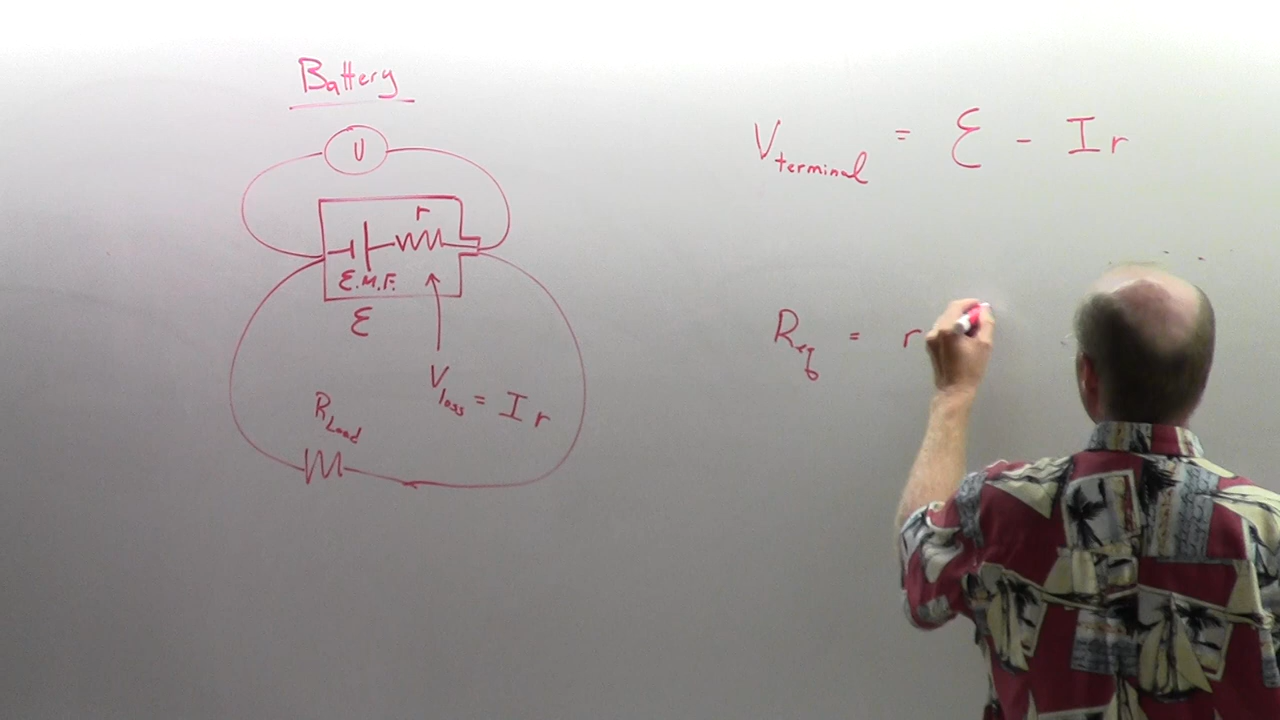 Battery
V
r
E.M.F.
ℰ
V_loss = I r
R_Load
V_terminal = ℰ - I r
R_eq = r